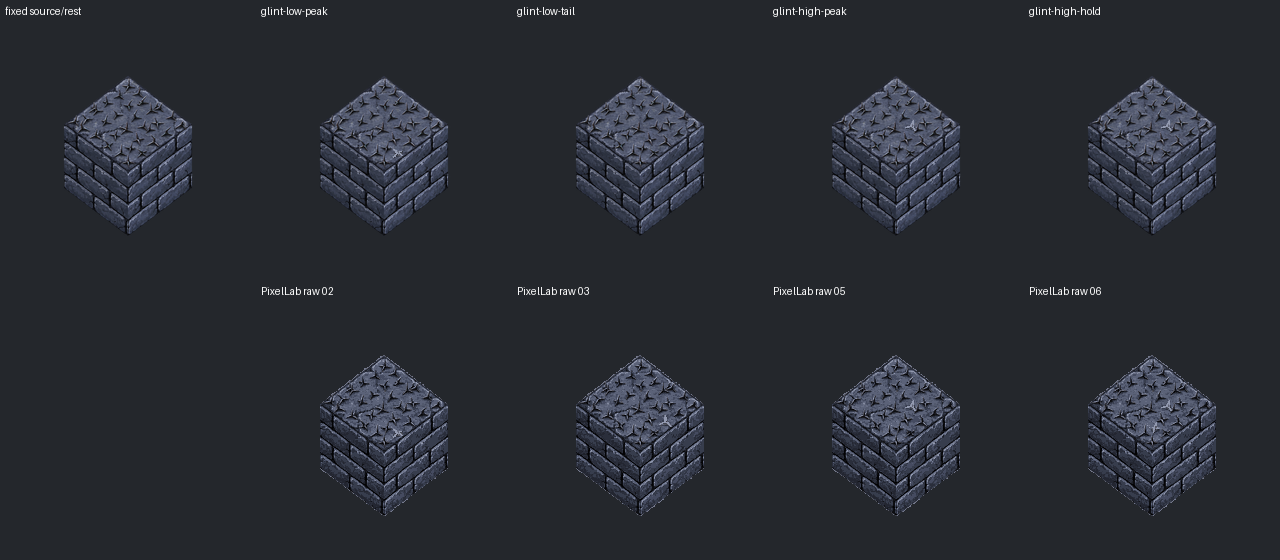 fixed source/rest
glint-low-peak
glint-low-tail
glint-high-peak
glint-high-hold
PixelLab raw 02
PixelLab raw 03
PixelLab raw 05
PixelLab raw 06